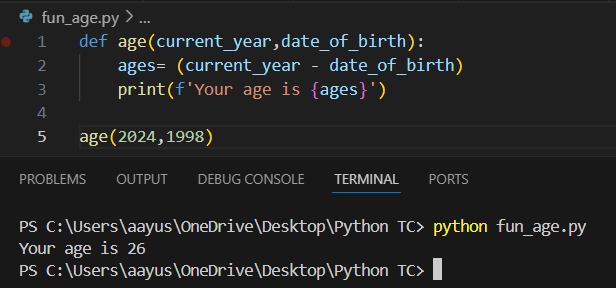 fun_age.py > ...
1 def age(current_year,date_of_birth):
2     ages= (current_year - date_of_birth)
3     print(f'Your age is {ages}')
4
5 age(2024,1998)
PROBLEMS OUTPUT DEBUG CONSOLE TERMINAL PORTS
PS C:\Users\aayus\OneDrive\Desktop\Python TC> python fun_age.py
Your age is 26
PS C:\Users\aayus\OneDrive\Desktop\Python TC>